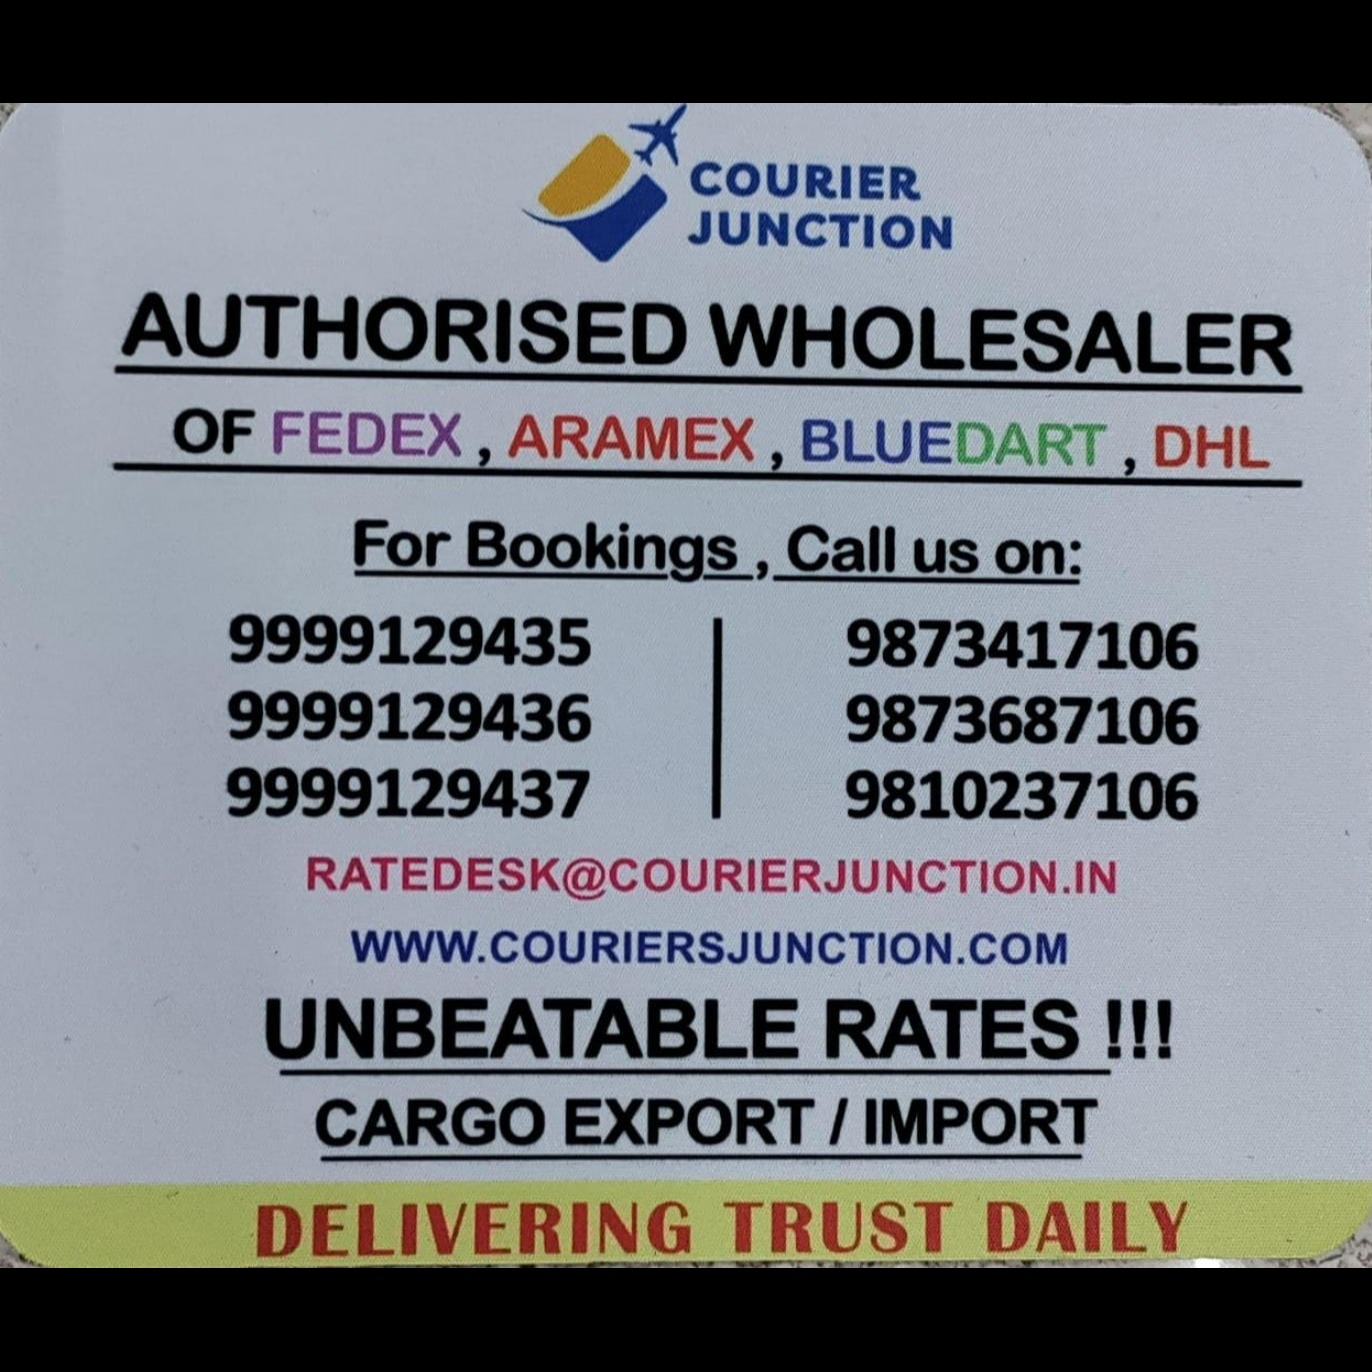 COURIER
JUNCTION
AUTHORISED WHOLESALER
OF FEDEX , ARAMEX , BLUEDART , DHL
For Bookings , Call us on:
9999129435 | 9873417106
9999129436 | 9873687106
9999129437 | 9810237106
RATEDESK@COURIERJUNCTION.IN
WWW.COURIERSJUNCTION.COM
UNBEATABLE RATES !!!
CARGO EXPORT / IMPORT
DELIVERING TRUST DAILY